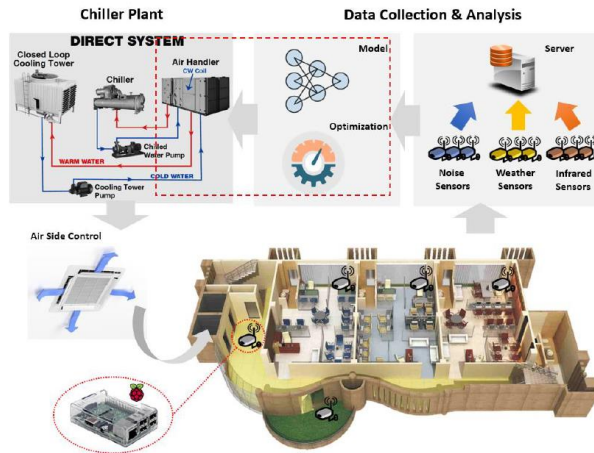 Chiller Plant
Data Collection & Analysis
DIRECT SYSTEM
Closed Loop
Cooling Tower
Chiller
Air Handler
CW Coil
Chilled
Water Pump
WARM WATER
COLD WATER
Cooling Tower
Pump
Model
Optimization
Server
Noise
Sensors
Weather
Sensors
Infrared
Sensors
Air Side Control